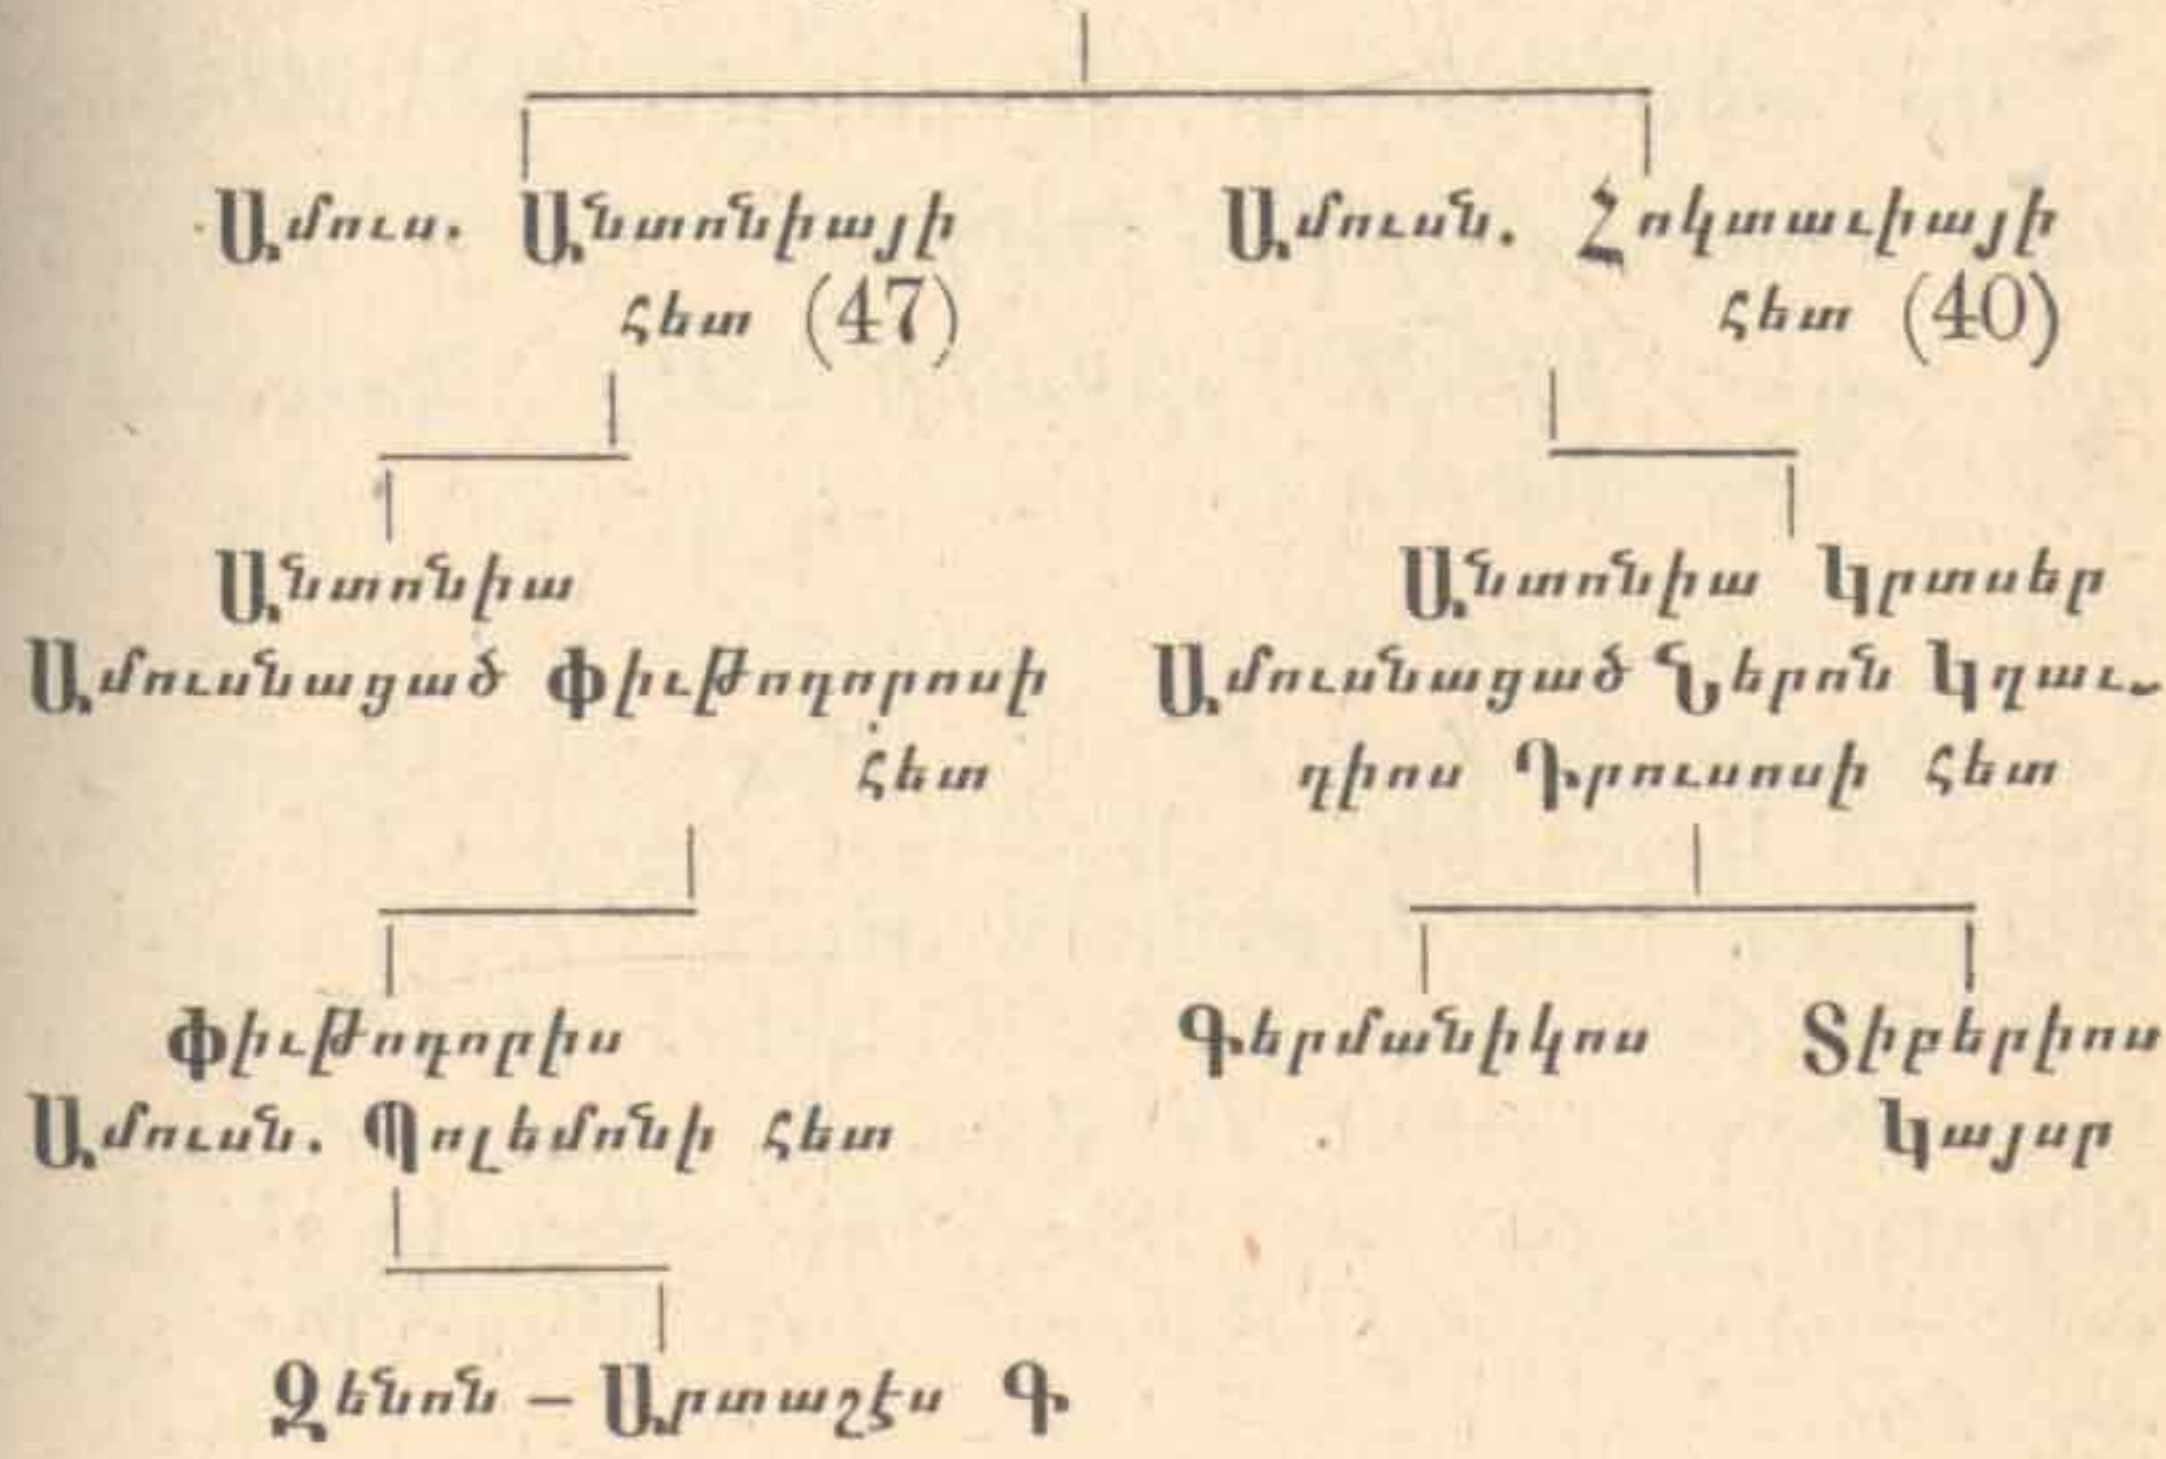 Ամուս. Անտոնիայի
հետ (47)
Ամուսն. Հոկտաւիայի
հետ (40)
Անտոնիա
Ամուսնացած Փիւթոդորոսի
հետ
Անտոնիա Կրտսեր
Ամուսնացած Ներոն Կղաւ֊
դիոս Դրուսոսի հետ
Փիւթոդորիս
Ամուսն. Պոլեմոնի հետ
Գերմանիկոս
Տիբերիոս
Կայսր
Զենոն – Արտաշէս Գ